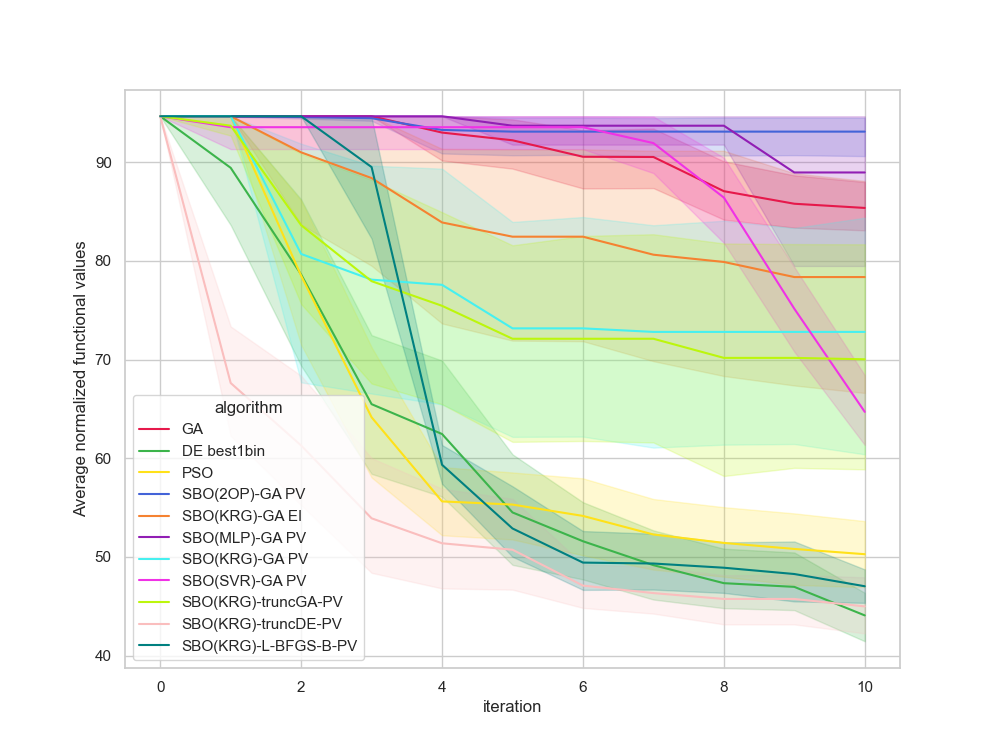 Average normalized functional values
90
80
70
60
50
40
algorithm
GA
DE best1bin
PSO
SBO(2OP)-GA PV
SBO(KRG)-GA EI
SBO(MLP)-GA PV
SBO(KRG)-GA PV
SBO(SVR)-GA PV
SBO(KRG)-truncGA-PV
SBO(KRG)-truncDE-PV
SBO(KRG)-L-BFGS-B-PV
0 2 4 6 8 10
iteration